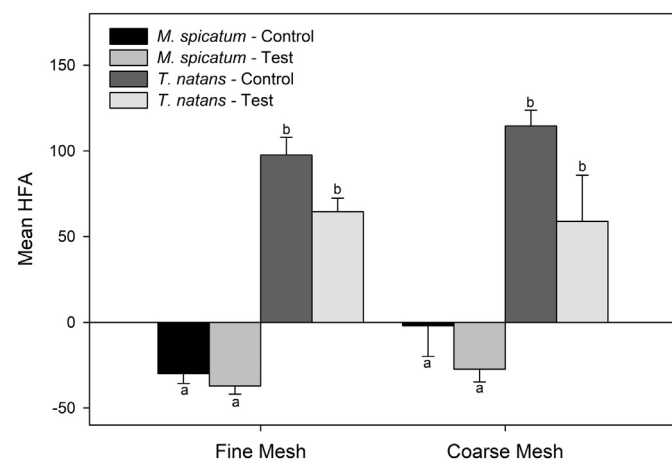 M. spicatum - Control
M. spicatum - Test
T. natans - Control
T. natans - Test
150
100
50
0
-50
Mean HFA
a
a
b
b
a
a
b
b
Fine Mesh
Coarse Mesh